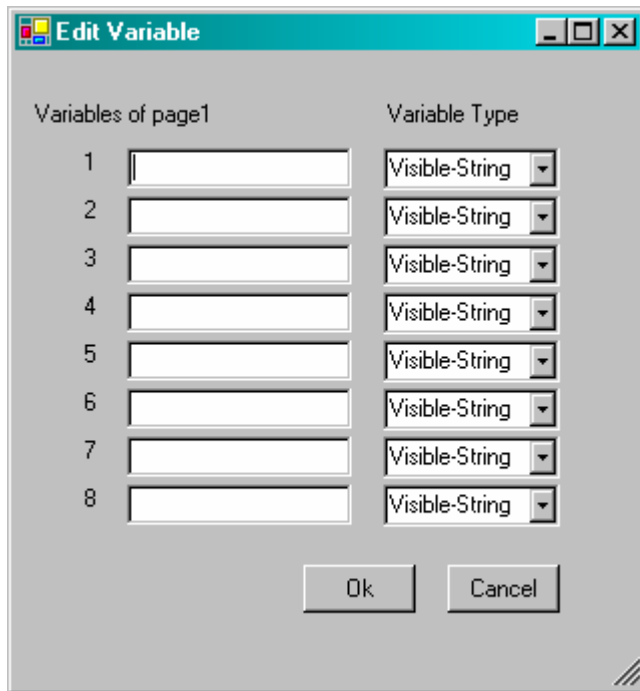 Edit Variable
Variables of page1 Variable Type
1 Visible-String
2 Visible-String
3 Visible-String
4 Visible-String
5 Visible-String
6 Visible-String
7 Visible-String
8 Visible-String
Ok Cancel